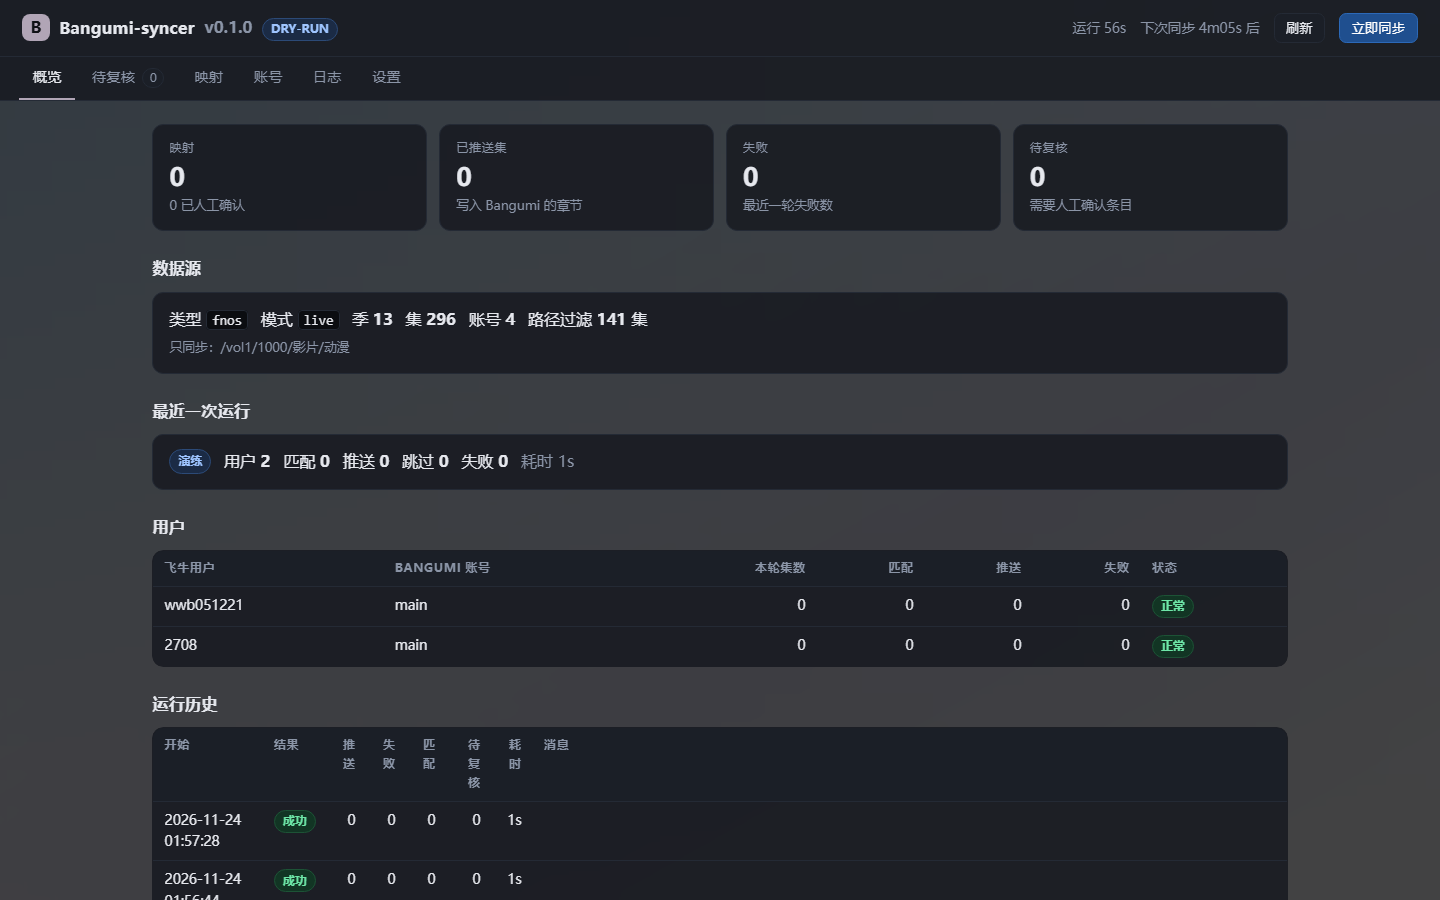 B Bangumi-syncer v0.1.0 DRY-RUN 运行 56s 下次同步 4m05s 后 刷新 立即同步
概览 待复核 0 映射 账号 日志 设置
映射
0
0 已人工确认
已推送集
0
写入 Bangumi 的章节
失败
0
最近一轮失败数
待复核
0
需要人工确认条目
数据源
类型 fnos 模式 live 季 13 集 296 账号 4 路径过滤 141 集
只同步：/vol1/1000/影片/动漫
最近一次运行
演练 用户 2 匹配 0 推送 0 跳过 0 失败 0 耗时 1s
用户
飞牛用户 BANGUMI 账号 本轮集数 匹配 推送 失败 状态
wwb051221 main 0 0 0 0 正常
2708 main 0 0 0 0 正常
运行历史
开始 结果 推送 失败 匹配 待复核 耗时 消息
2026-11-24 01:57:28 成功 0 0 0 0 1s
2026-11-24 01:56:44 成功 0 0 0 0 1s